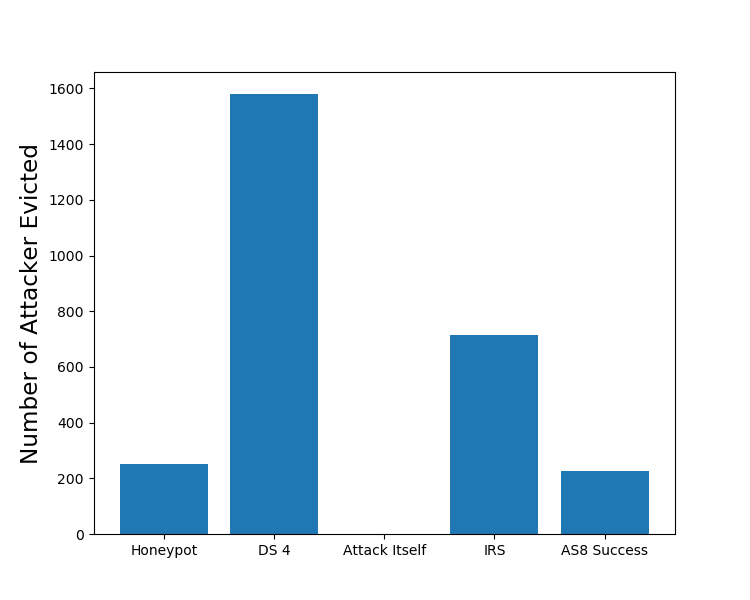 Number of Attacker Evicted
1600
1400
1200
1000
800
600
400
200
0
Honeypot
DS 4
Attack Itself
IRS
AS8 Success